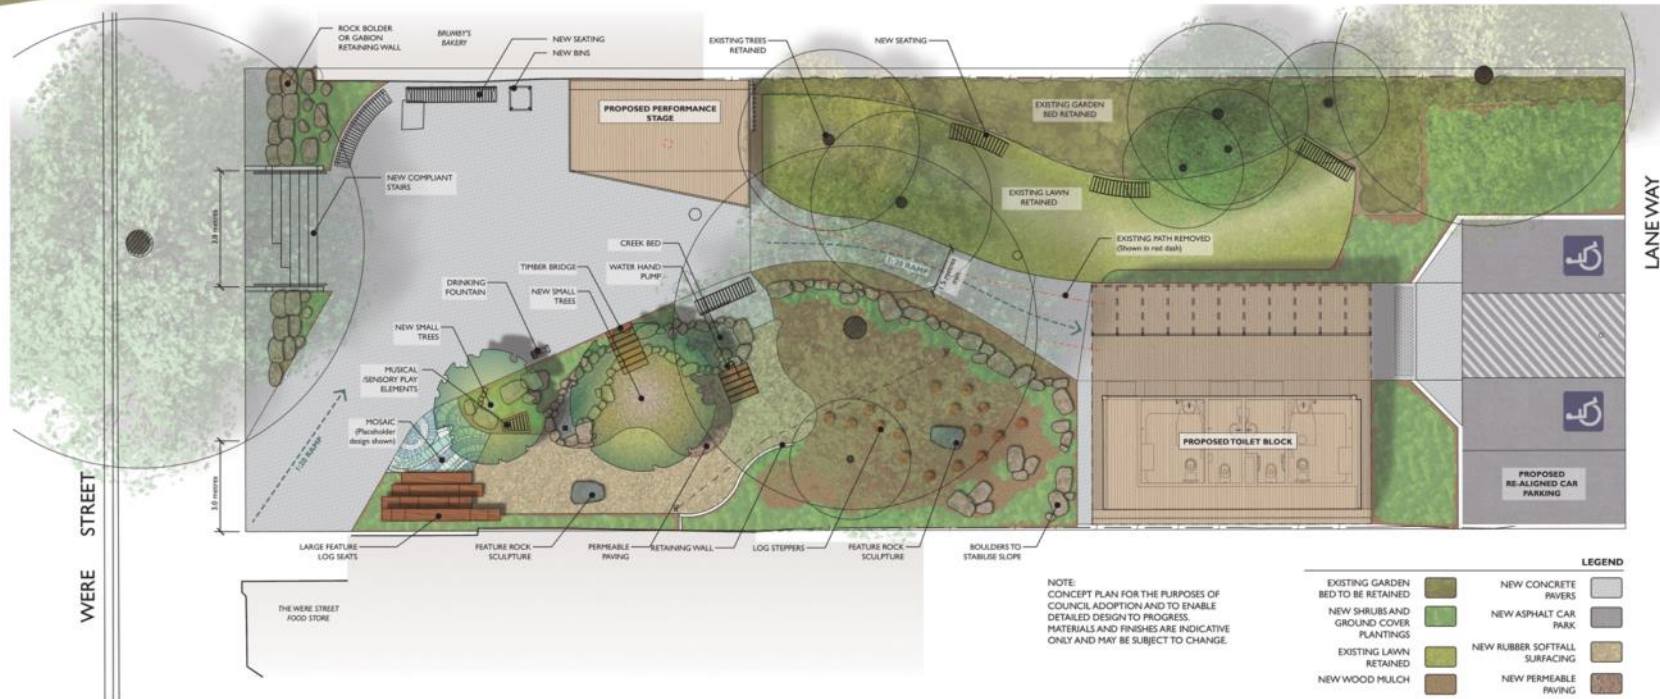 ROCK BOLDER
OR GABION
RETAINING WALL
BRUMBY'S
BAKERY
NEW SEATING
NEW BINS
EXISTING TREES
RETAINED
NEW SEATING
PROPOSED PERFORMANCE
STAGE
EXISTING GARDEN
BED RETAINED
NEW COMPLIANT
STAIRS
EXISTING LAWN
RETAINED
LANE WAY
3.0 metres
CREEK BED
EXISTING PATH REMOVED
(Shown in red dash)
TIMBER BRIDGE
WATER HAND
PUMP
1:20 RAMP
DRINKING
FOUNTAIN
NEW SMALL
TREES
NEW SMALL
TREES
MUSICAL
/SENSORY PLAY
ELEMENTS
MOSAIC
(Placeholder
design shown)
1:20 RAMP
3.0 metres
PROPOSED TOILET BLOCK
PROPOSED
RE-ALIGNED CAR
PARKING
WERE STREET
LARGE FEATURE
LOG SEATS
FEATURE ROCK
SCULPTURE
PERMEABLE
PAVING
RETAINING WALL
LOG STEPPERS
FEATURE ROCK
SCULPTURE
BOULDERS TO
STABILISE SLOPE
THE WERE STREET
FOOD STORE
NOTE:
CONCEPT PLAN FOR THE PURPOSES OF
COUNCIL ADOPTION AND TO ENABLE
DETAILED DESIGN TO PROGRESS.
MATERIALS AND FINISHES ARE INDICATIVE
ONLY AND MAY BE SUBJECT TO CHANGE.
LEGEND
EXISTING GARDEN
BED TO BE RETAINED
NEW SHRUBS AND
GROUND COVER
PLANTINGS
EXISTING LAWN
RETAINED
NEW WOOD MULCH
NEW CONCRETE
PAVERS
NEW ASPHALT CAR
PARK
NEW RUBBER SOFTFALL
SURFACING
NEW PERMEABLE
PAVING